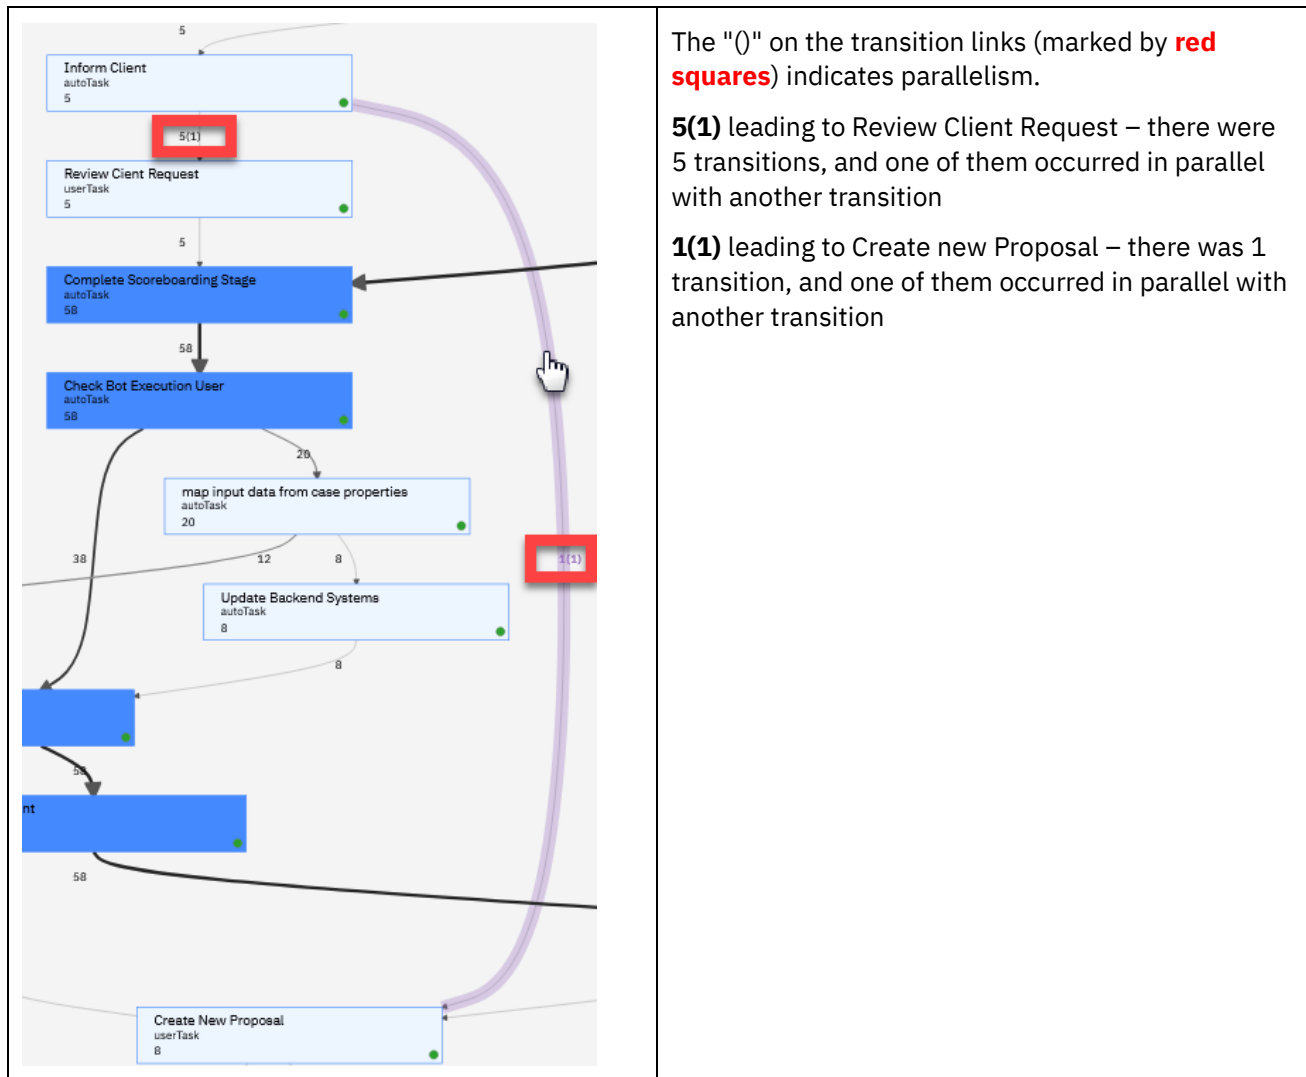 5
Inform Client
autoTask
5
5(1)
Review Cient Request
userTask
5
5
Complete Scoreboarding Stage
autoTask
58
58
Check Bot Execution User
autoTask
58
20
map input data from case properties
autoTask
20
38
12
8
1(1)
Update Backend Systems
autoTask
8
8
58
nt
58
Create New Proposal
userTask
8
The "()" on the transition links (marked by red
squares) indicates parallelism.
5(1) leading to Review Client Request – there were
5 transitions, and one of them occurred in parallel
with another transition
1(1) leading to Create new Proposal – there was 1
transition, and one of them occurred in parallel with
another transition